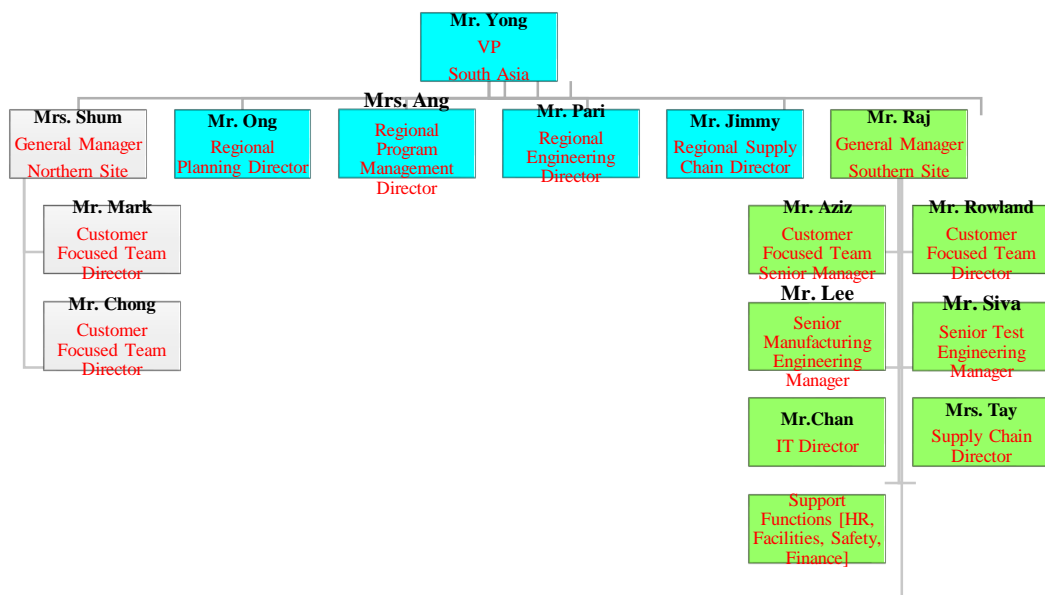 Mr. Yong
VP
South Asia
Mrs. Shum
General Manager
Northern Site
Mr. Ong
Regional
Planning Director
Mrs. Ang
Regional
Program
Management
Director
Mr. Pari
Regional
Engineering
Director
Mr. Jimmy
Regional Supply
Chain Director
Mr. Raj
General Manager
Southern Site
Mr. Mark
Customer
Focused Team
Director
Mr. Chong
Customer
Focused Team
Director
Mr. Aziz
Customer
Focused Team
Senior Manager
Mr. Rowland
Customer
Focused Team
Director
Mr. Lee
Senior
Manufacturing
Engineering
Manager
Mr. Siva
Senior Test
Engineering
Manager
Mr.Chan
IT Director
Mrs. Tay
Supply Chain
Director
Support
Functions [HR,
Facilities, Safety,
Finance]